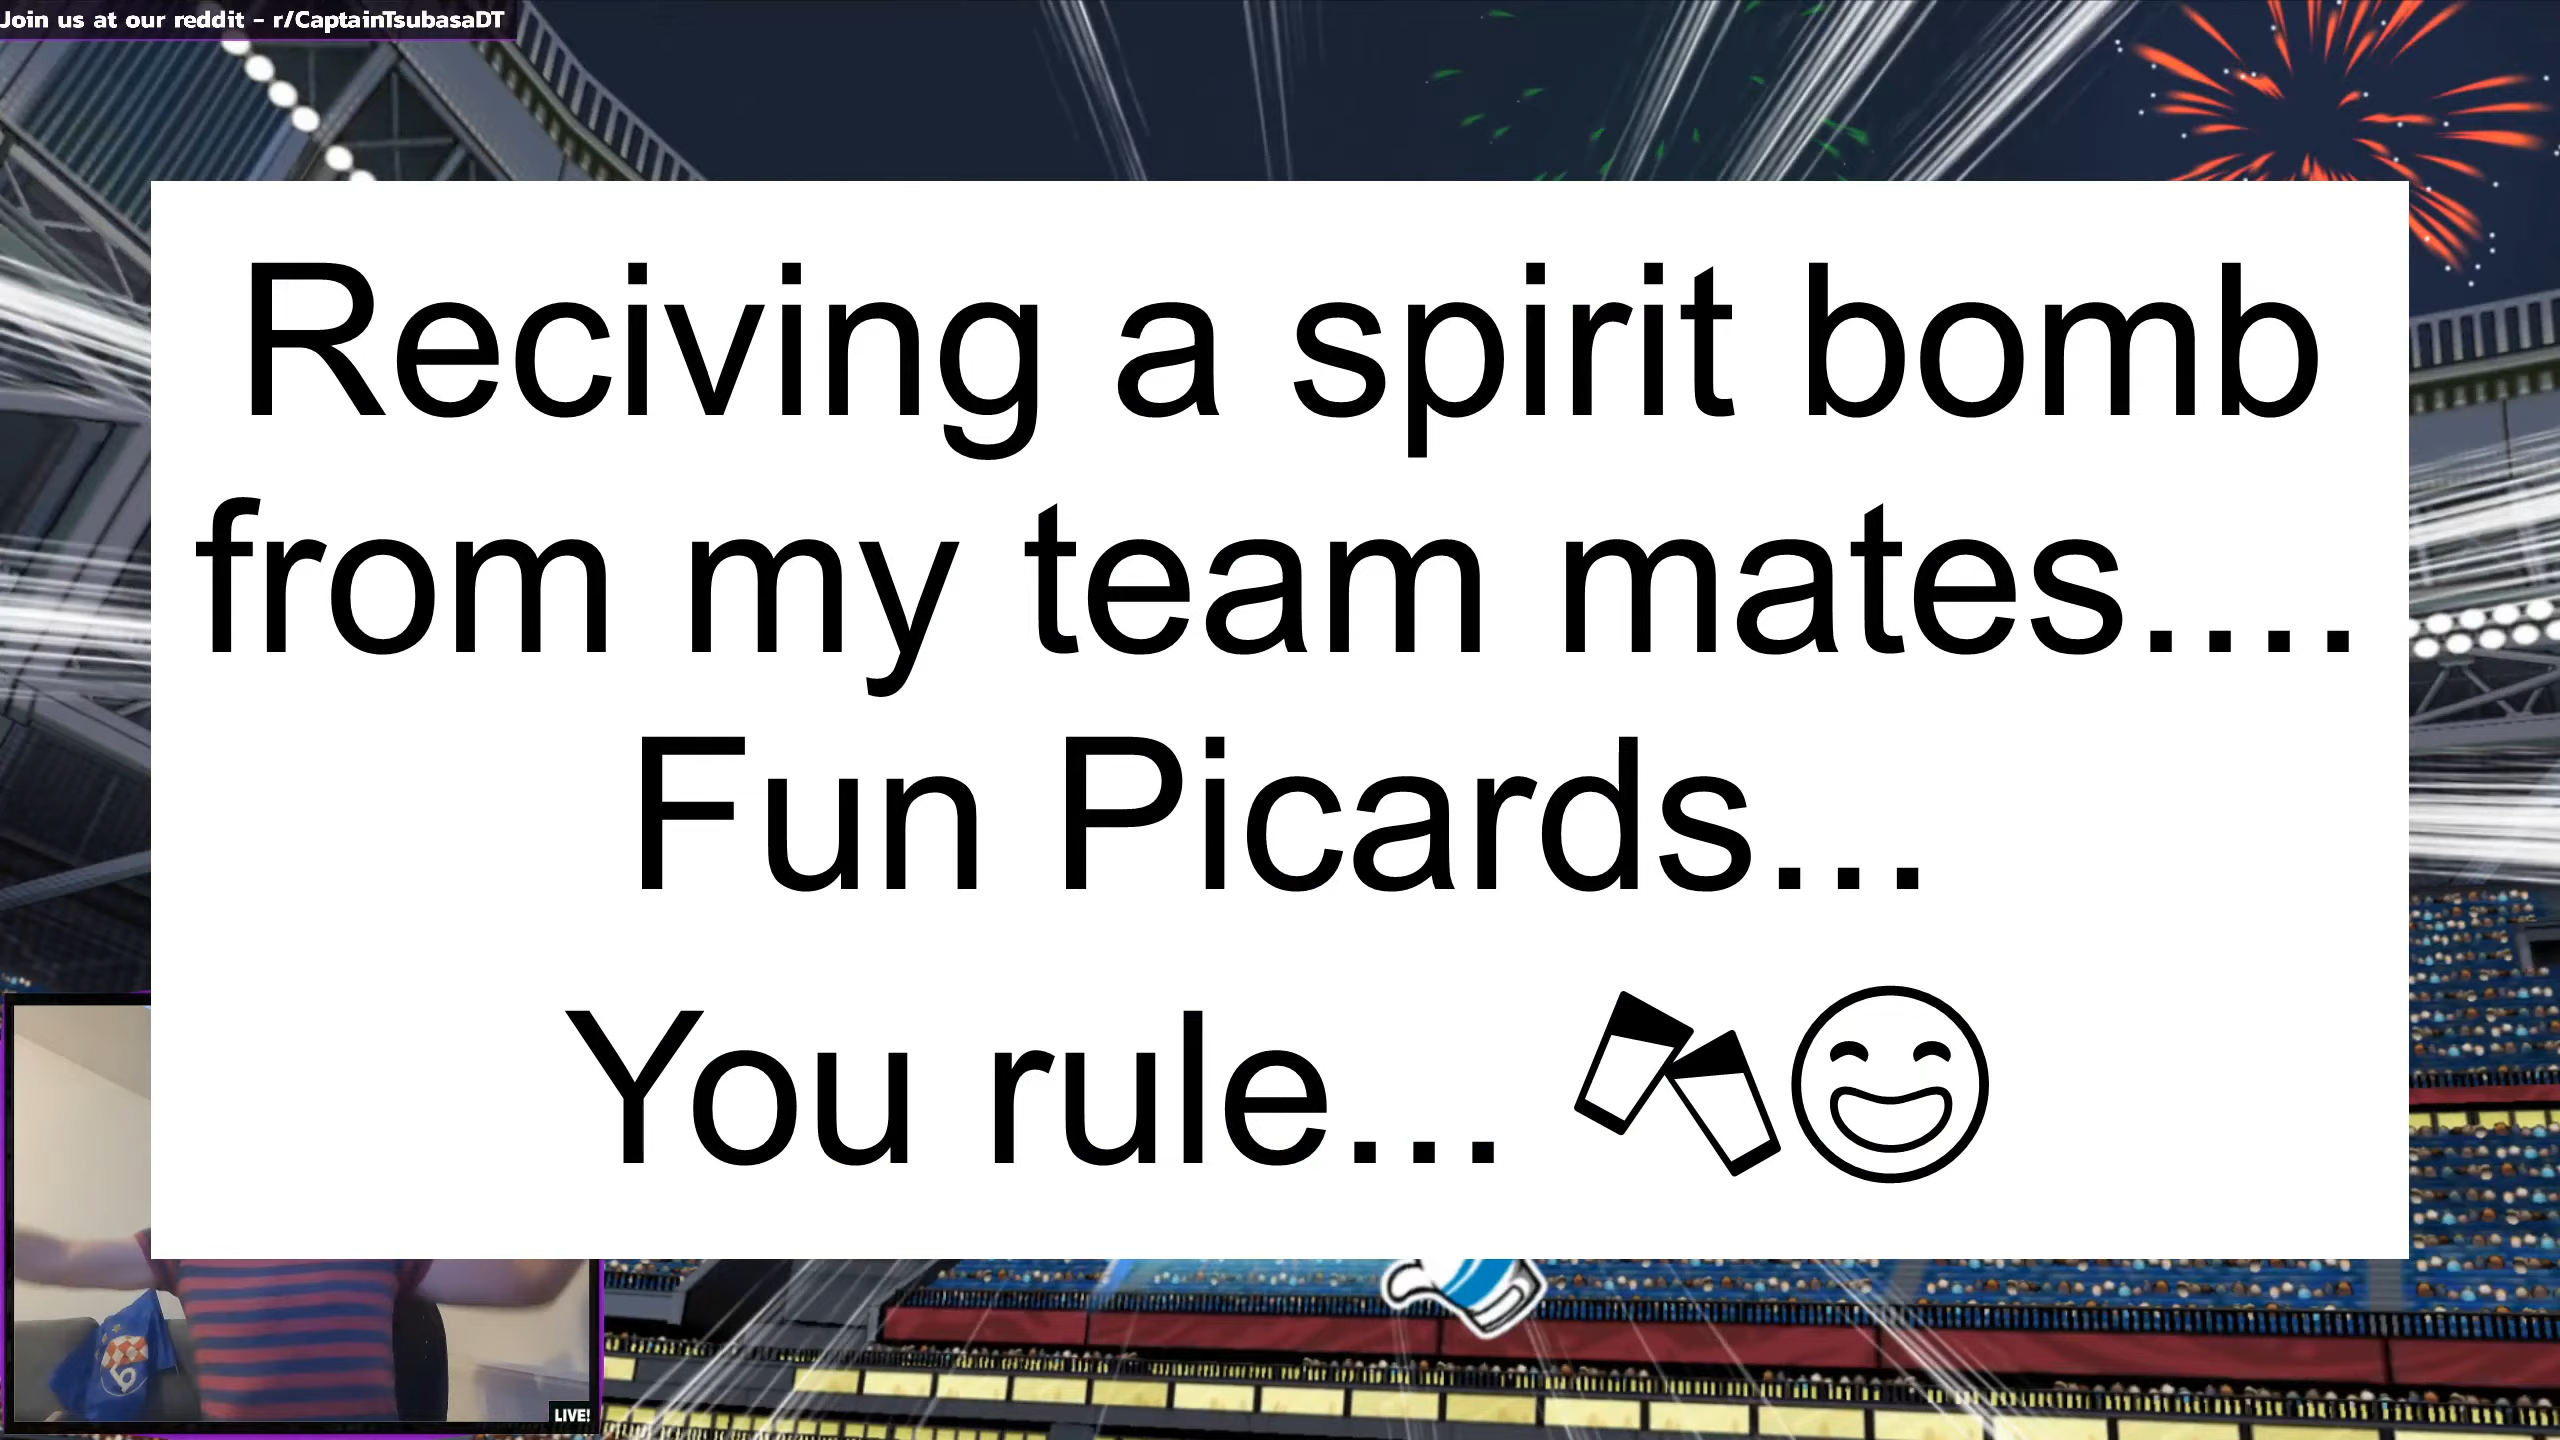 Join us at our reddit - r/CaptainTsubasaDT
Reciving a spirit bomb
from my team mates....
Fun Picards...
You rule... 🥂😄
LIVE!